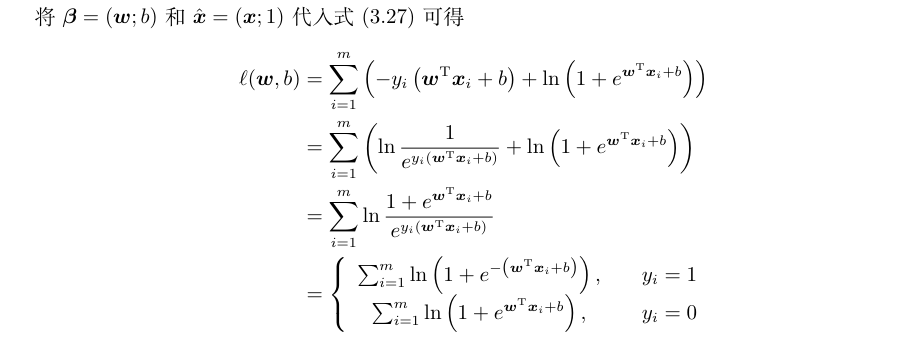 将 β = (w; b) 和 x̂ = (x; 1) 代入式 (3.27) 可得
ℓ(w, b) = ∑_{i=1}^{m} (−y_i (w^T x_i + b) + ln (1 + e^{w^T x_i + b}))
= ∑_{i=1}^{m} (ln \frac{1}{e^{y_i(w^T x_i + b)}} + ln (1 + e^{w^T x_i + b}))
= ∑_{i=1}^{m} ln \frac{1 + e^{w^T x_i + b}}{e^{y_i(w^T x_i + b)}}
= { ∑_{i=1}^{m} ln (1 + e^{−(w^T x_i + b)}), y_i = 1
∑_{i=1}^{m} ln (1 + e^{w^T x_i + b}), y_i = 0